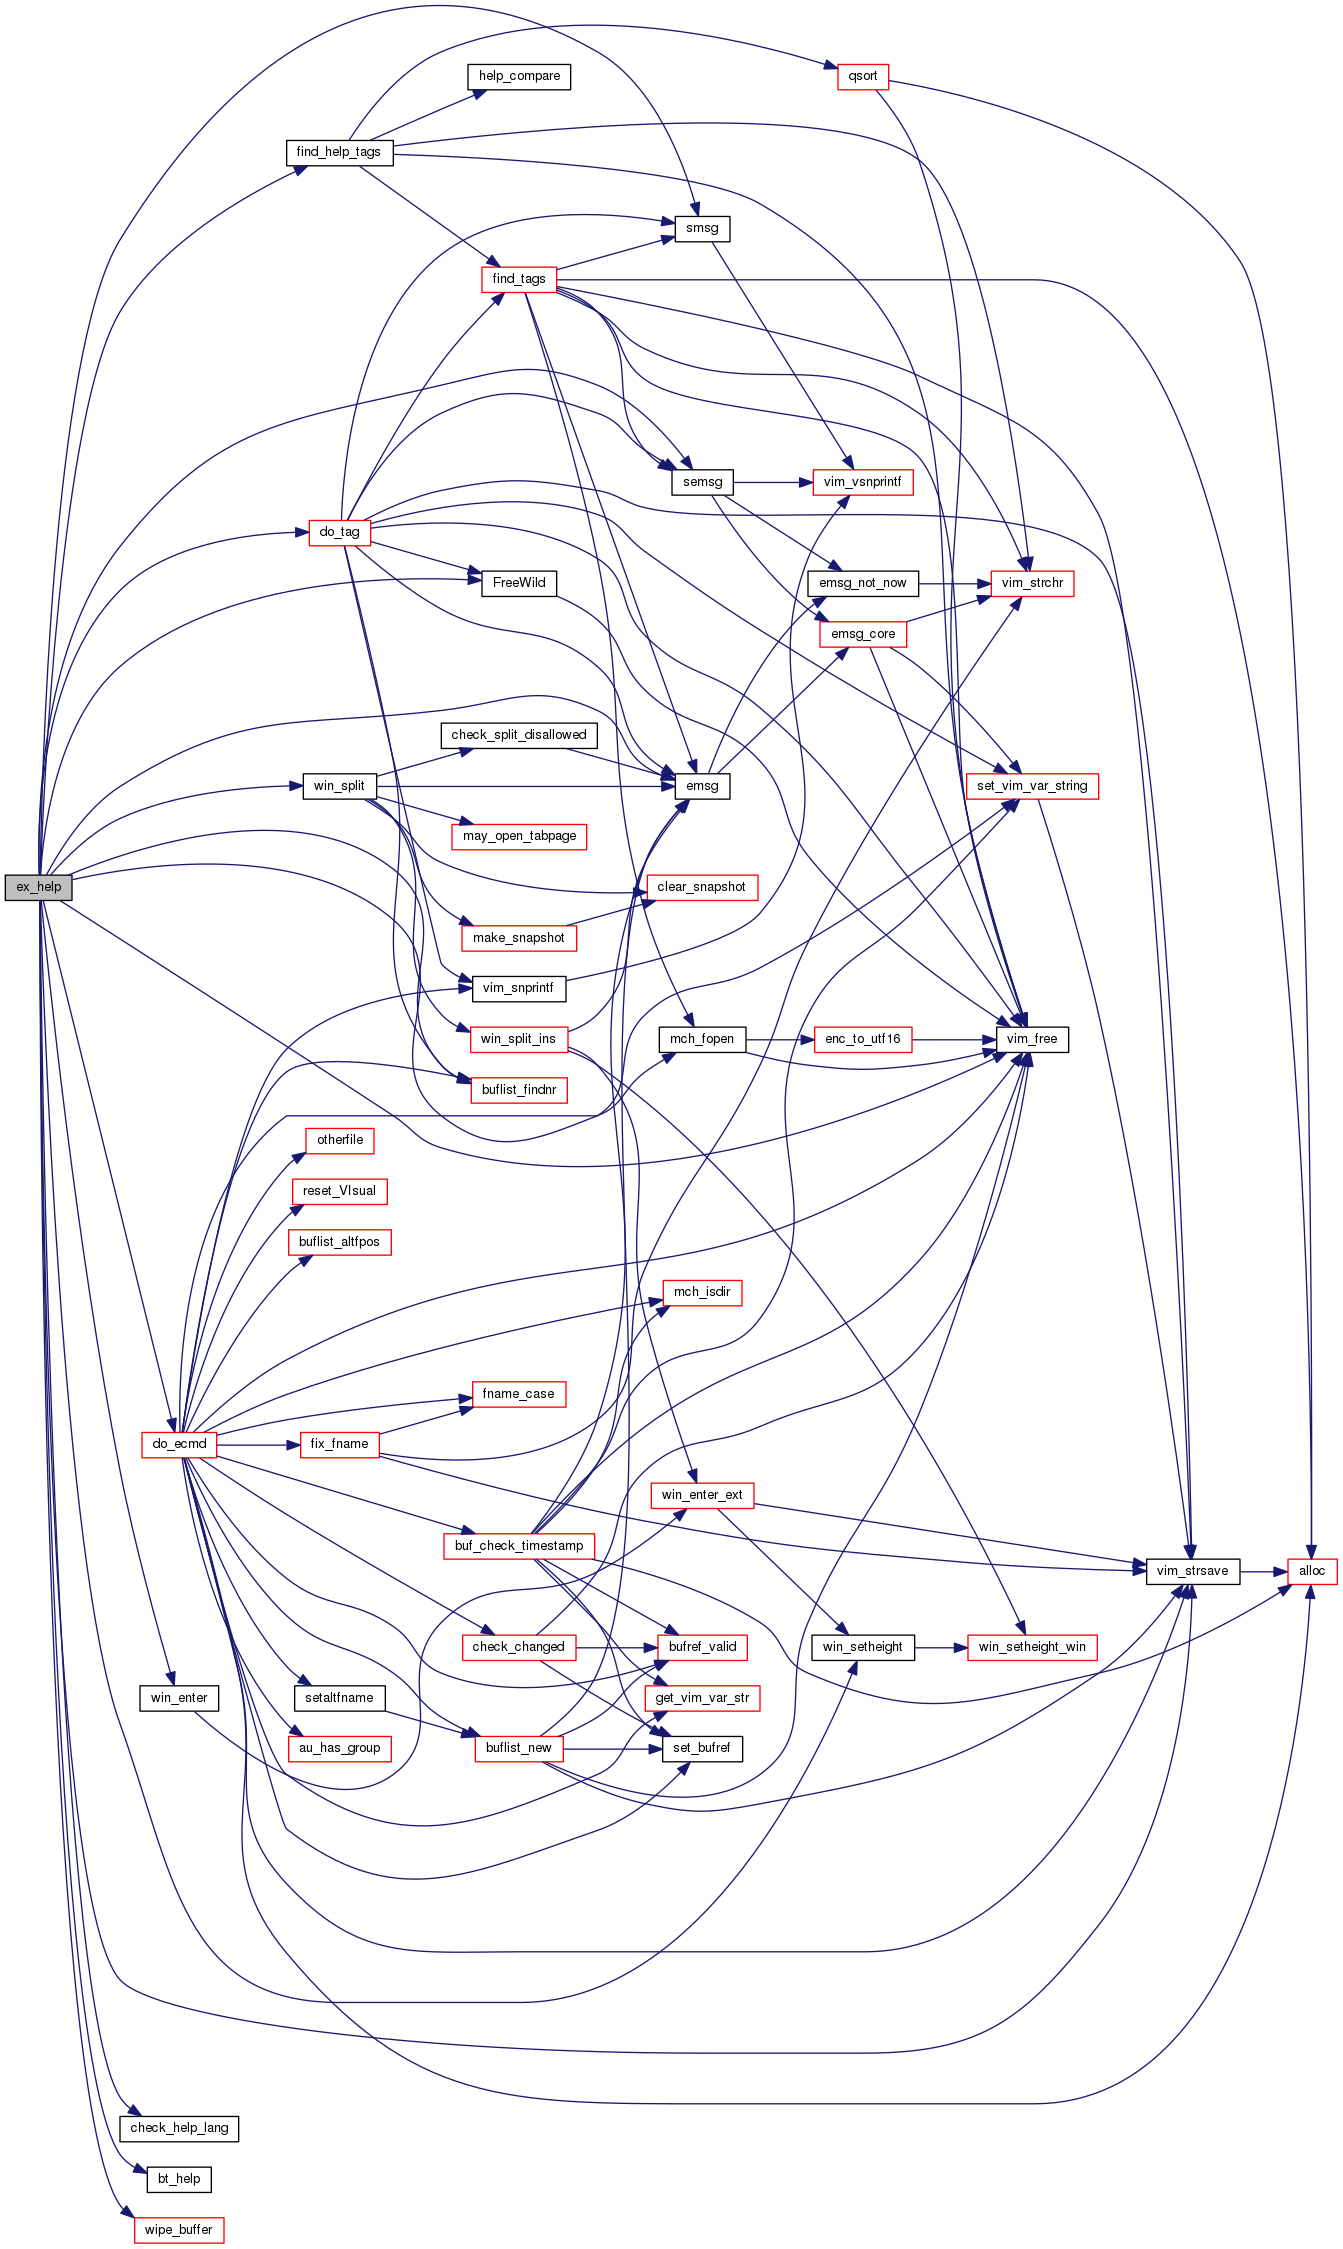 help_compare
qsort
find_help_tags
smsg
find_tags
semsg
vim_vsnprintf
do_tag
FreeWild
emsg_not_now
vim_strchr
emsg_core
check_split_disallowed
win_split
emsg
set_vim_var_string
may_open_tabpage
ex_help
clear_snapshot
make_snapshot
vim_snprintf
win_split_ins
mch_fopen
enc_to_utf16
vim_free
buflist_findnr
otherfile
reset_VIsual
buflist_altfpos
mch_isdir
fname_case
do_ecmd
fix_fname
win_enter_ext
buf_check_timestamp
vim_strsave
alloc
check_changed
bufref_valid
win_setheight
win_setheight_win
win_enter
setaltfname
get_vim_var_str
au_has_group
buflist_new
set_bufref
check_help_lang
bt_help
wipe_buffer